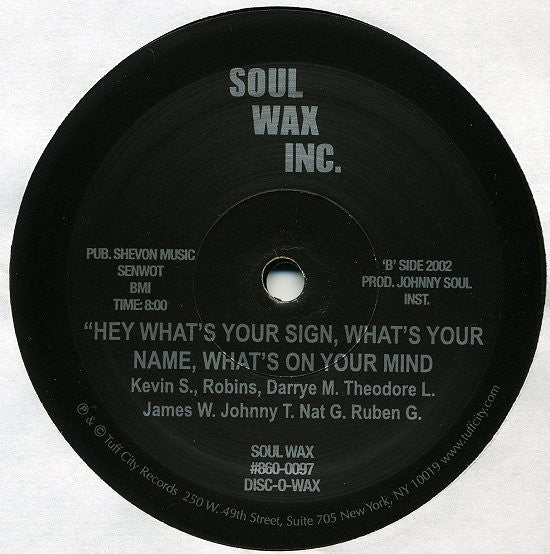 SOUL
WAX
INC.
PUB. SHEVON MUSIC
SENWOT
BMI
TIME: 8:00
'B' SIDE 2002
PROD. JOHNNY SOUL
INST.
“HEY WHAT'S YOUR SIGN, WHAT'S YOUR
NAME, WHAT'S ON YOUR MIND
Kevin S., Robins, Darrye M. Theodore L.
James W. Johnny T. Nat G. Ruben G.
SOUL WAX
#860-0097
DISC-O-WAX
℗ & © Tuff City Records 250 W. 49th Street, Suite 705 New York, NY 10019 www.tuffcity.com